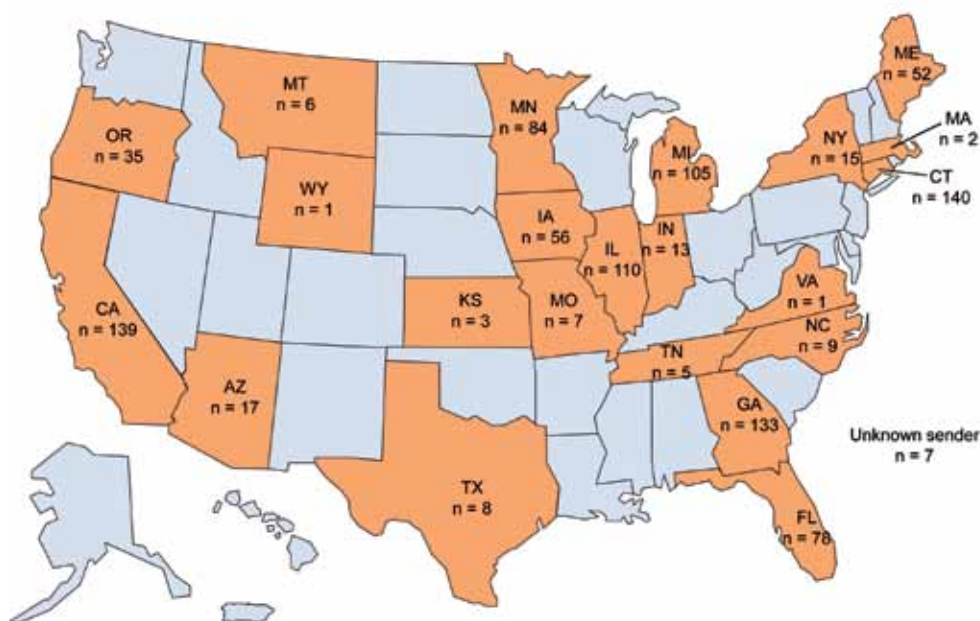 MT
n = 6
ME
n = 52
MN
n = 84
OR
n = 35
MA
n = 2
NY
n = 15
MI
n = 105
CT
n = 140
WY
n = 1
IA
n = 56
IN
n = 13
IL
n = 110
VA
n = 1
KS
n = 3
MO
n = 7
CA
n = 139
NC
n = 9
TN
n = 5
AZ
n = 17
GA
n = 133
Unknown sender
n = 7
TX
n = 8
FL
n = 78